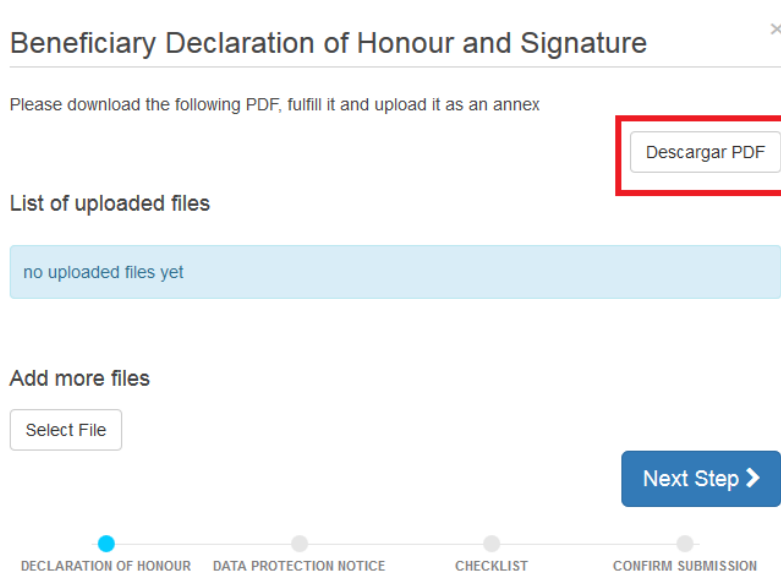 Beneficiary Declaration of Honour and Signature
×
Please download the following PDF, fulfill it and upload it as an annex
Descargar PDF
List of uploaded files
no uploaded files yet
Add more files
Select File
Next Step
DECLARATION OF HONOUR
DATA PROTECTION NOTICE
CHECKLIST
CONFIRM SUBMISSION